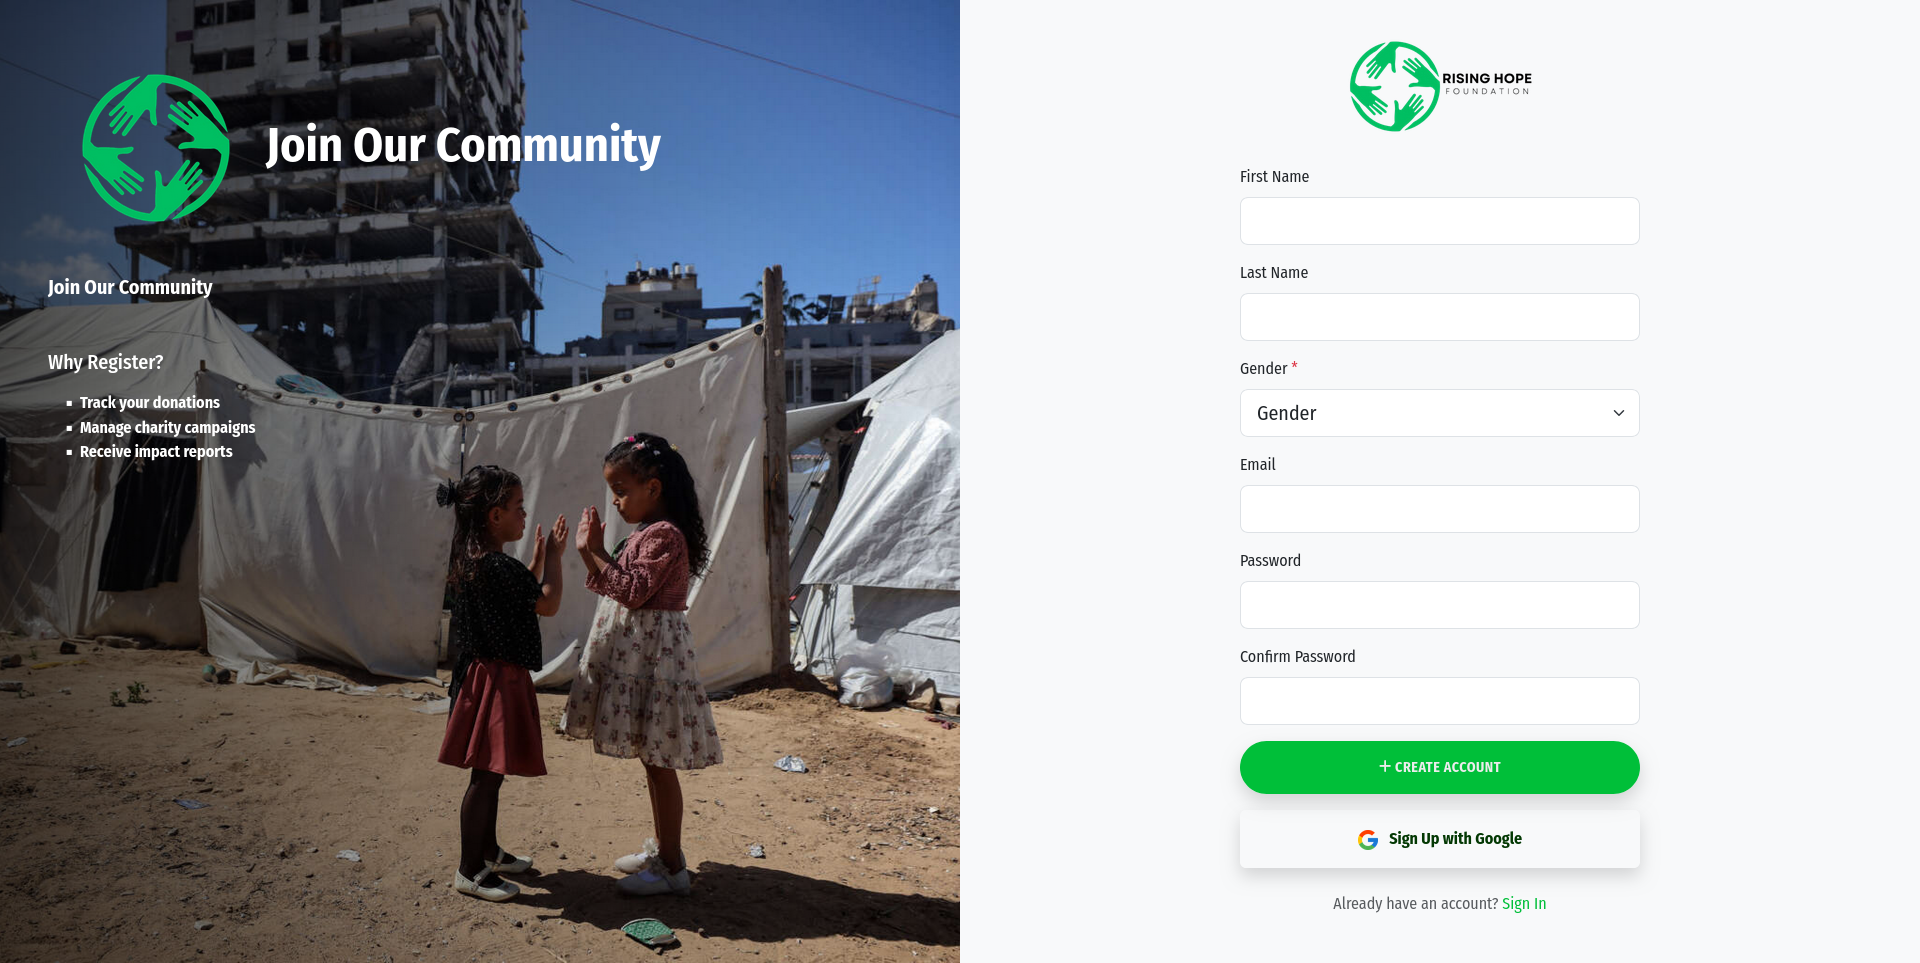 Join Our Community
Join Our Community
Why Register?
Track your donations
Manage charity campaigns
Receive impact reports
RISING HOPE
FOUNDATION
First Name
Last Name
Gender *
Gender
Email
Password
Confirm Password
+ CREATE ACCOUNT
Sign Up with Google
Already have an account? Sign In